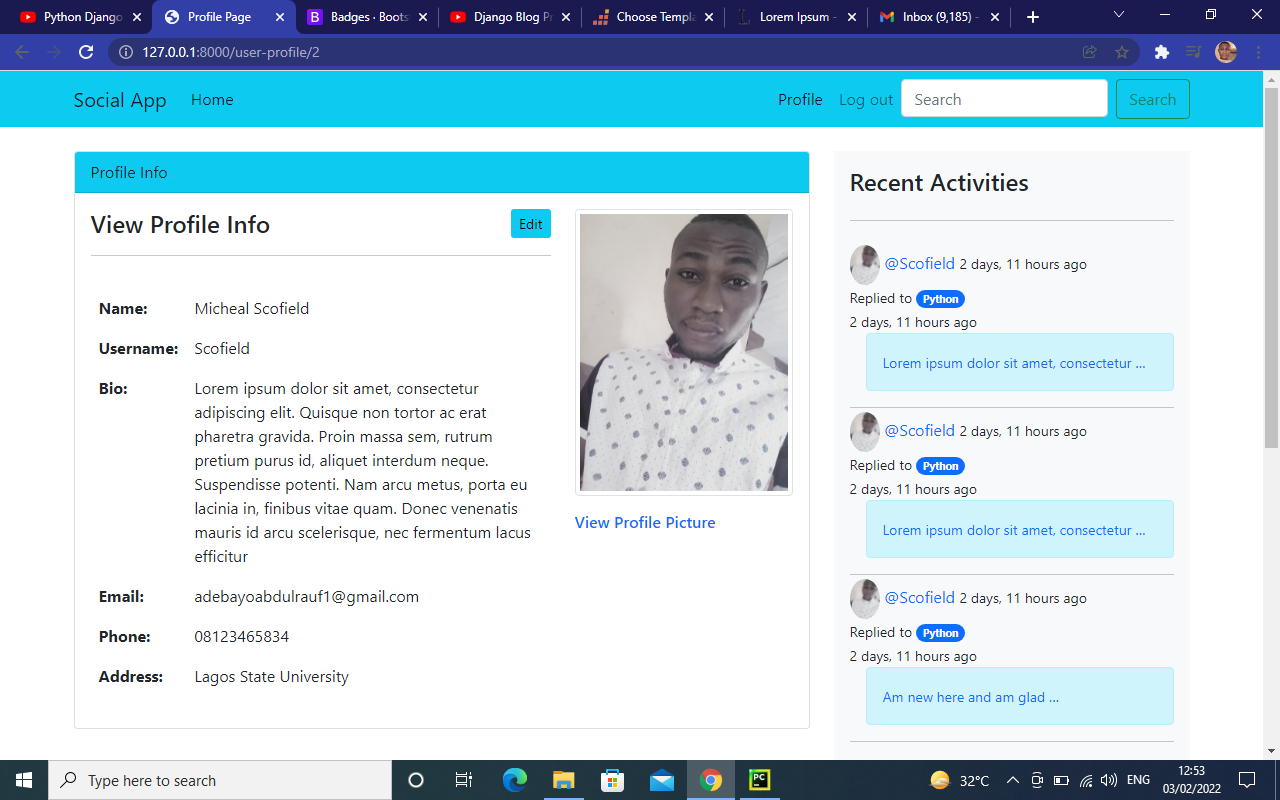 Python Django
Profile Page
Badges · Boots
Django Blog Pr
Choose Templa
Lorem Ipsum -
Inbox (9,185) -
127.0.0.1:8000/user-profile/2
Social App
Home
Profile
Log out
Search
Search
Profile Info
View Profile Info
Edit
Name: Micheal Scofield
Username: Scofield
Bio: Lorem ipsum dolor sit amet, consectetur
adipiscing elit. Quisque non tortor ac erat
pharetra gravida. Proin massa sem, rutrum
pretium purus id, aliquet interdum neque.
Suspendisse potenti. Nam arcu metus, porta eu
lacinia in, finibus vitae quam. Donec venenatis
mauris id arcu scelerisque, nec fermentum lacus
efficitur
Email: adebayoabdulrauf1@gmail.com
Phone: 08123465834
Address: Lagos State University
View Profile Picture
Recent Activities
@Scofield 2 days, 11 hours ago
Replied to Python
2 days, 11 hours ago
Lorem ipsum dolor sit amet, consectetur ...
@Scofield 2 days, 11 hours ago
Replied to Python
2 days, 11 hours ago
Lorem ipsum dolor sit amet, consectetur ...
@Scofield 2 days, 11 hours ago
Replied to Python
2 days, 11 hours ago
Am new here and am glad ...
Type here to search
PC
32°C
ENG
12:53
03/02/2022